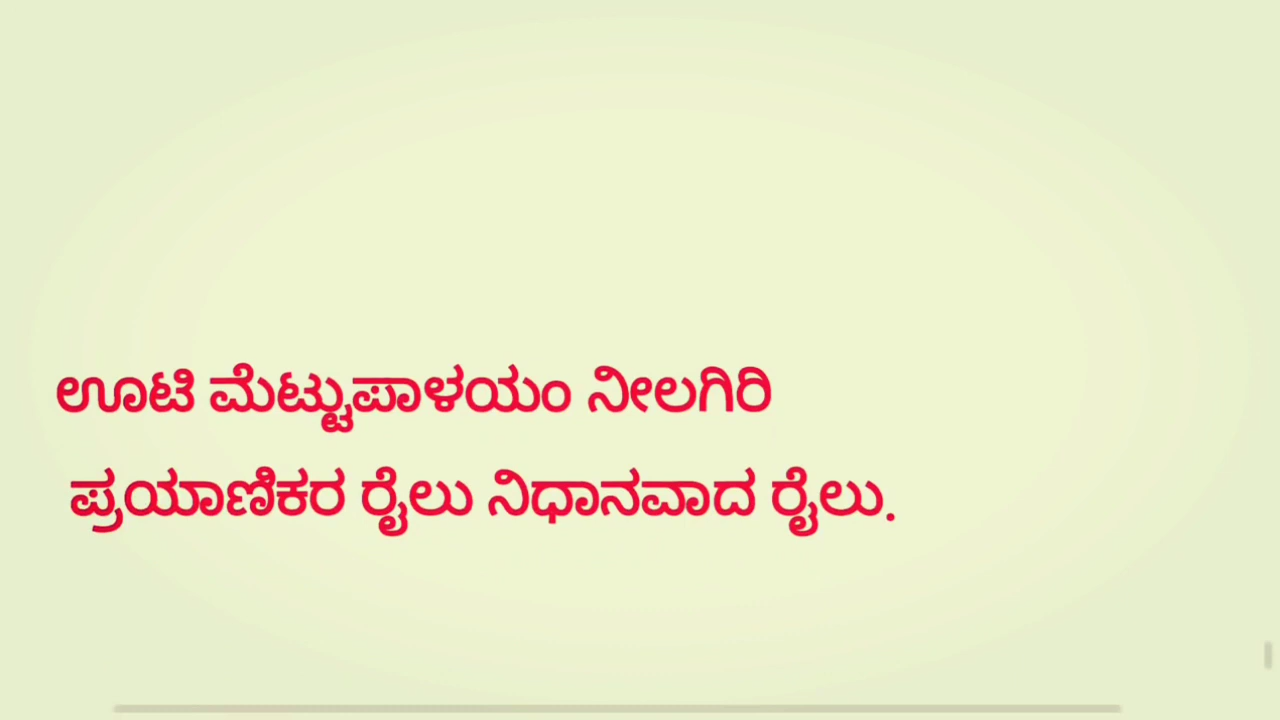 ಊಟಿ ಮೆಟ್ಟುಪಾಳಯಂ ನೀಲಗಿರಿ
ಪ್ರಯಾಣಿಕರ ರೈಲು ನಿಧಾನವಾದ ರೈಲು.